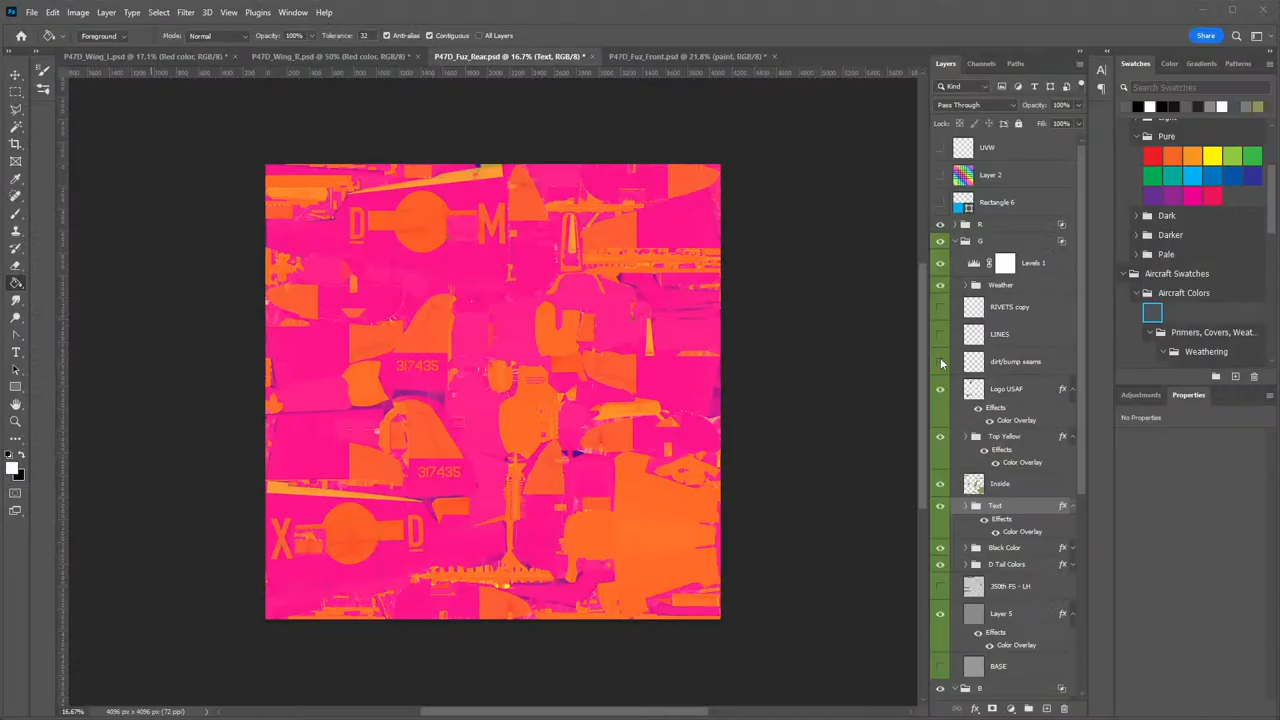 Ps File Edit Image Layer Type Select Filter 3D View Plugins Window Help
Foreground Mode: Normal Opacity: 100% Tolerance: 32 Anti-alias Contiguous All Layers Share
P47D_Wing_L.psd @ 17.1% (Red color, RGB/8) * × P47D_Wing_R.psd @ 50% (Red color, RGB/8) * × P47D_Fuz_Rear.psd @ 16.7% (Text, RGB/8) * × P47D_Fuz_Front.psd @ 21.8% (paint, RGB/8) * ×
Layers Channels Paths
Kind
Pass Through Opacity: 100%
Lock: Fill: 100%
UVW
Layer 2
Rectangle 6
R
G
Levels 1
Weather
RIVETS copy
LINES
dirt/bump seams
Logo USAF fx
Effects
Color Overlay
Top Yellow fx
Effects
Color Overlay
Inside
Text fx
Effects
Color Overlay
Black Color fx
D Tail Colors fx
350th FS - LH
Layer 5 fx
Effects
Color Overlay
BASE
B
Swatches Color Gradients Patterns
Search Swatches
Pure
Dark
Darker
Pale
Aircraft Swatches
Aircraft Colors
Primers, Covers, Weat...
Weathering
Adjustments Properties
No Properties
D M
317435
317435
X D
16.67% 4096 px x 4096 px (72 ppi)